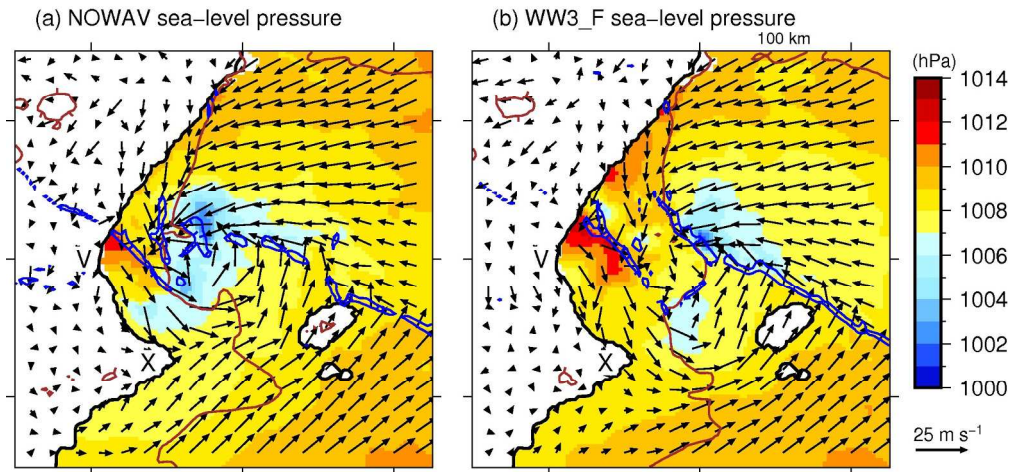 (a) NOWAV sea−level pressure
(b) WW3_F sea−level pressure
100 km
(hPa)
1014
1012
1010
1008
1006
1004
1002
1000
V
X
V
X
25 m s⁻¹